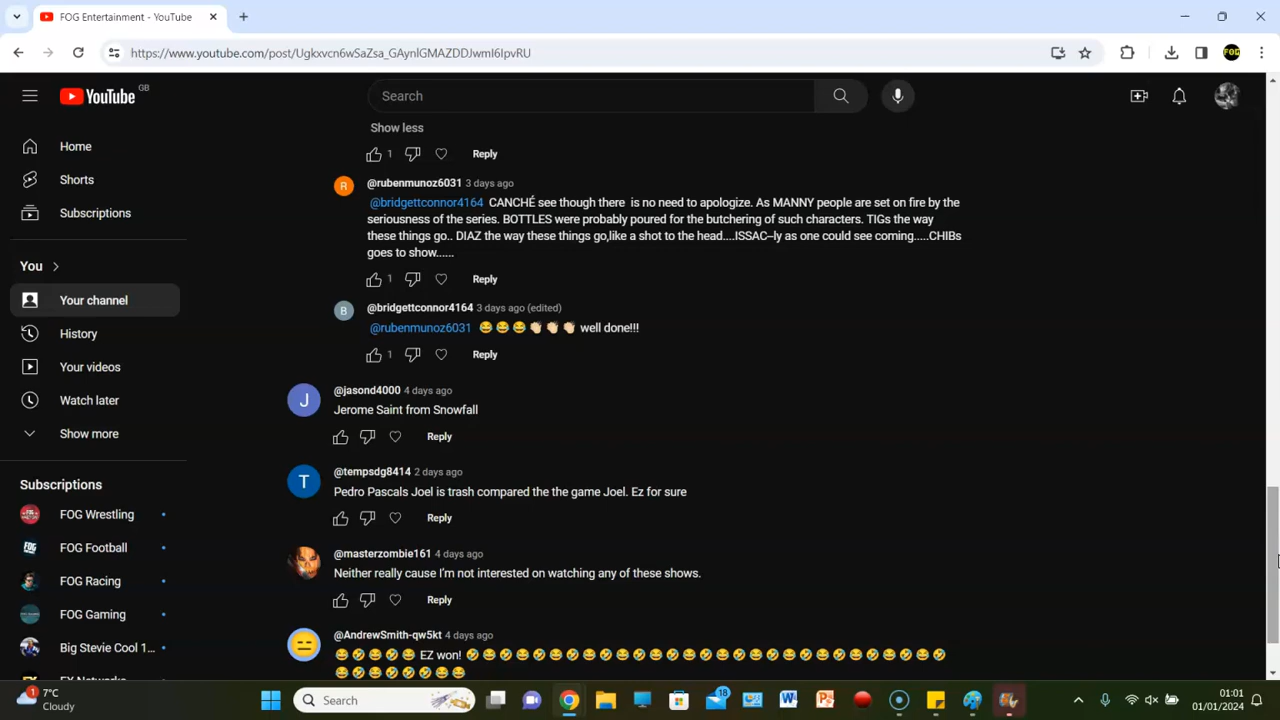 FOG Entertainment - YouTube
https://www.youtube.com/post/Ugkxvcn6wSaZsa_GAynlGMAZDDJwmI6IpvRU
FOG
YouTube GB
Search
Home
Shorts
Subscriptions
You
Your channel
History
Your videos
Watch later
Show more
Subscriptions
FOG Wrestling
FOG Football
FOG Racing
FOG Gaming
Big Stevie Cool 1...
Show less
1 Reply
R
@rubenmunoz6031 3 days ago
@bridgettconnor4164 CANCHÉ see though there is no need to apologize. As MANNY people are set on fire by the
seriousness of the series. BOTTLES were probably poured for the butchering of such characters. TIGs the way
these things go.. DIAZ the way these things go,like a shot to the head....ISSAC--ly as one could see coming.....CHIBs
goes to show......
1 Reply
B
@bridgettconnor4164 3 days ago (edited)
@rubenmunoz6031 😂😂😂👏🏻👏🏻👏🏻 well done!!!
1 Reply
J
@jasond4000 4 days ago
Jerome Saint from Snowfall
Reply
T
@tempsdg8414 2 days ago
Pedro Pascals Joel is trash compared the the game Joel. Ez for sure
Reply
@masterzombie161 4 days ago
Neither really cause I'm not interested on watching any of these shows.
Reply
@AndrewSmith-qw5kt 4 days ago
😂🤣😂🤣😂 EZ won! 🤣😂🤣😂🤣😂🤣😂🤣😂🤣😂🤣😂🤣😂🤣😂🤣😂🤣😂🤣😂🤣😂🤣😂🤣
😂🤣😂🤣🤣🤣😂😂
1
7°C
Cloudy
Search
18
01:01
01/01/2024